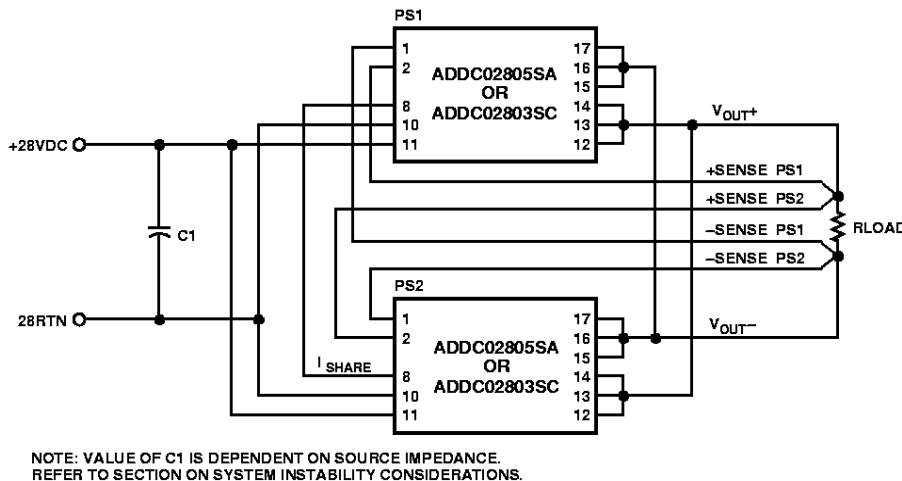 PS1
1
2
8
10
11
ADDC02805SA
OR
ADDC02803SC
17
16
15
14
13
12
+28VDC
C1
28RTN
VOUT+
+SENSE PS1
+SENSE PS2
–SENSE PS1
–SENSE PS2
RLOAD
PS2
1
2
8
10
11
ISHARE
ADDC02805SA
OR
ADDC02803SC
17
16
15
14
13
12
VOUT–
NOTE: VALUE OF C1 IS DEPENDENT ON SOURCE IMPEDANCE.
REFER TO SECTION ON SYSTEM INSTABILITY CONSIDERATIONS.